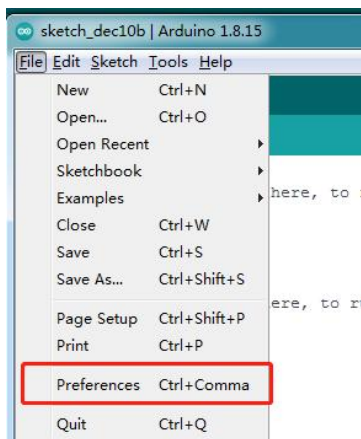 sketch_dec10b | Arduino 1.8.15
File Edit Sketch Tools Help
New Ctrl+N
Open... Ctrl+O
Open Recent
Sketchbook
Examples
here, to
Close Ctrl+W
Save Ctrl+S
Save As... Ctrl+Shift+S
ere, to
Page Setup Ctrl+Shift+P
Print Ctrl+P
Preferences Ctrl+Comma
Quit Ctrl+Q